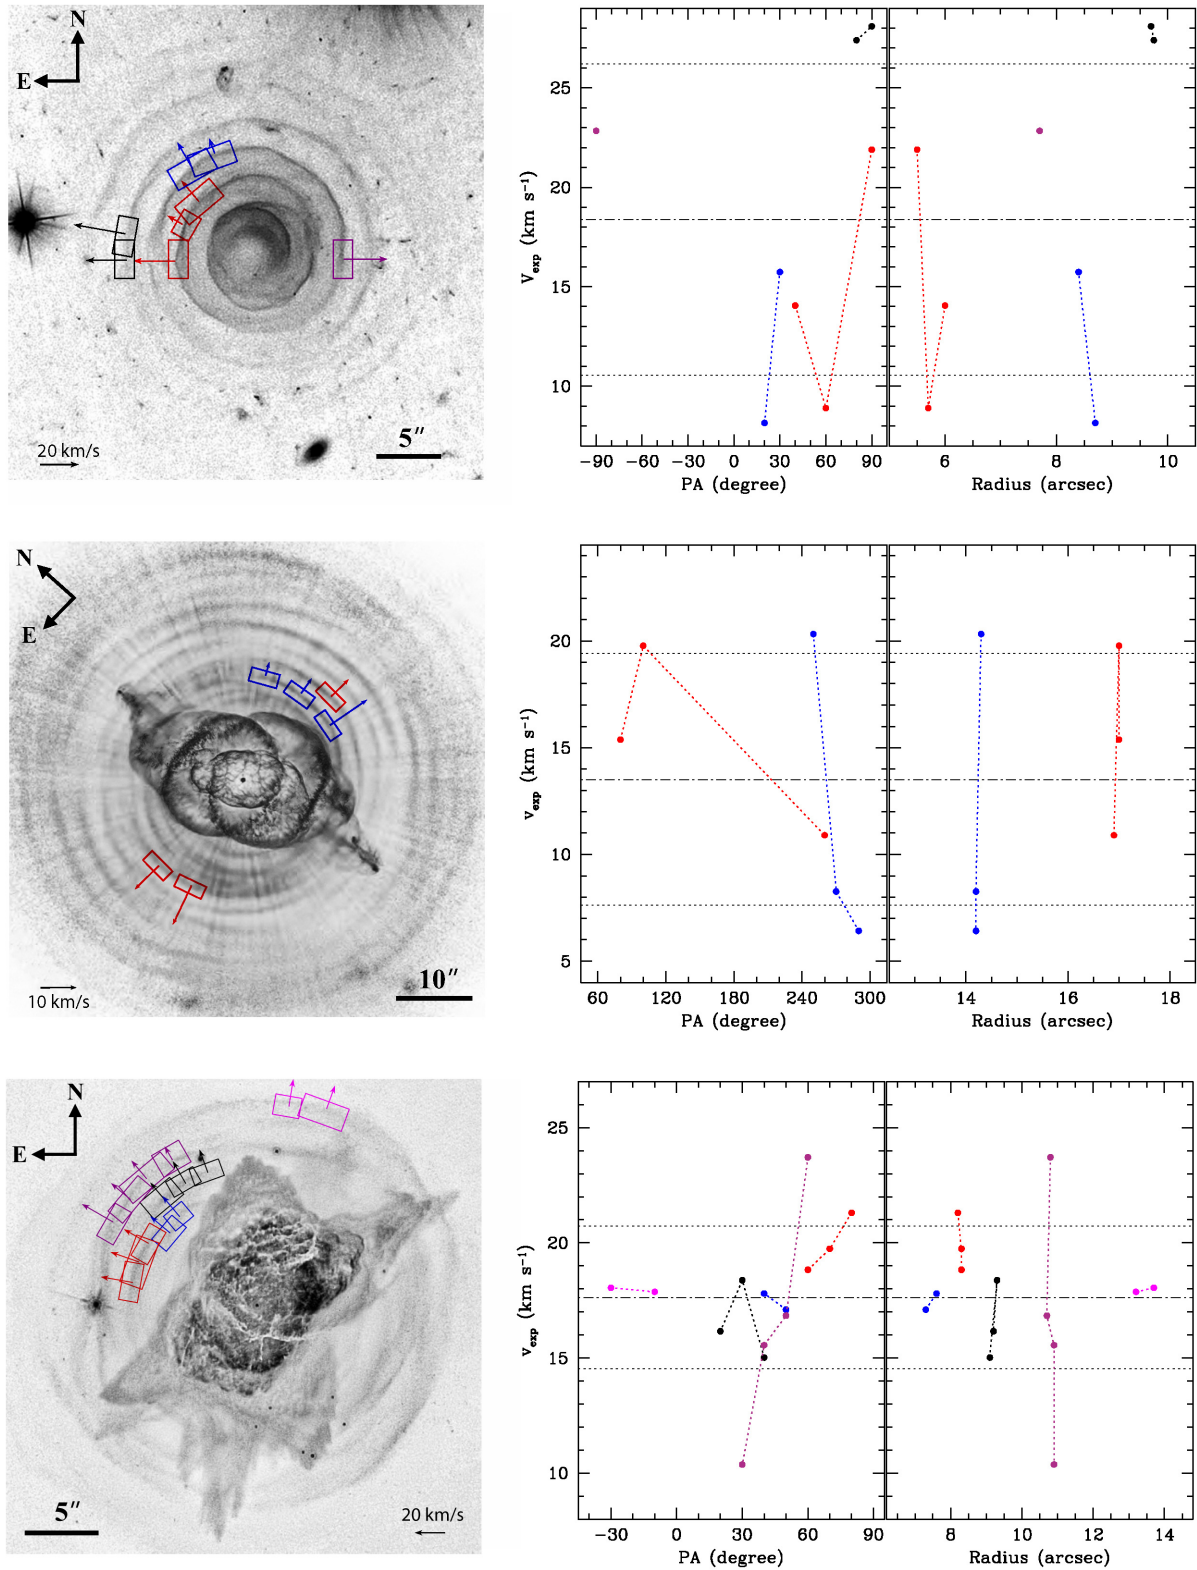 N
E
20 km/s
5″
25
20
15
10
V_exp (km s⁻¹)
−90 −60 −30 0 30 60 90
PA (degree)
6 8 10
Radius (arcsec)
N
E
10 km/s
10″
20
15
10
5
v_exp (km s⁻¹)
60 120 180 240 300
PA (degree)
14 16 18
Radius (arcsec)
N
E
5″
20 km/s
25
20
15
10
v_exp (km s⁻¹)
−30 0 30 60 90
PA (degree)
8 10 12 14
Radius (arcsec)